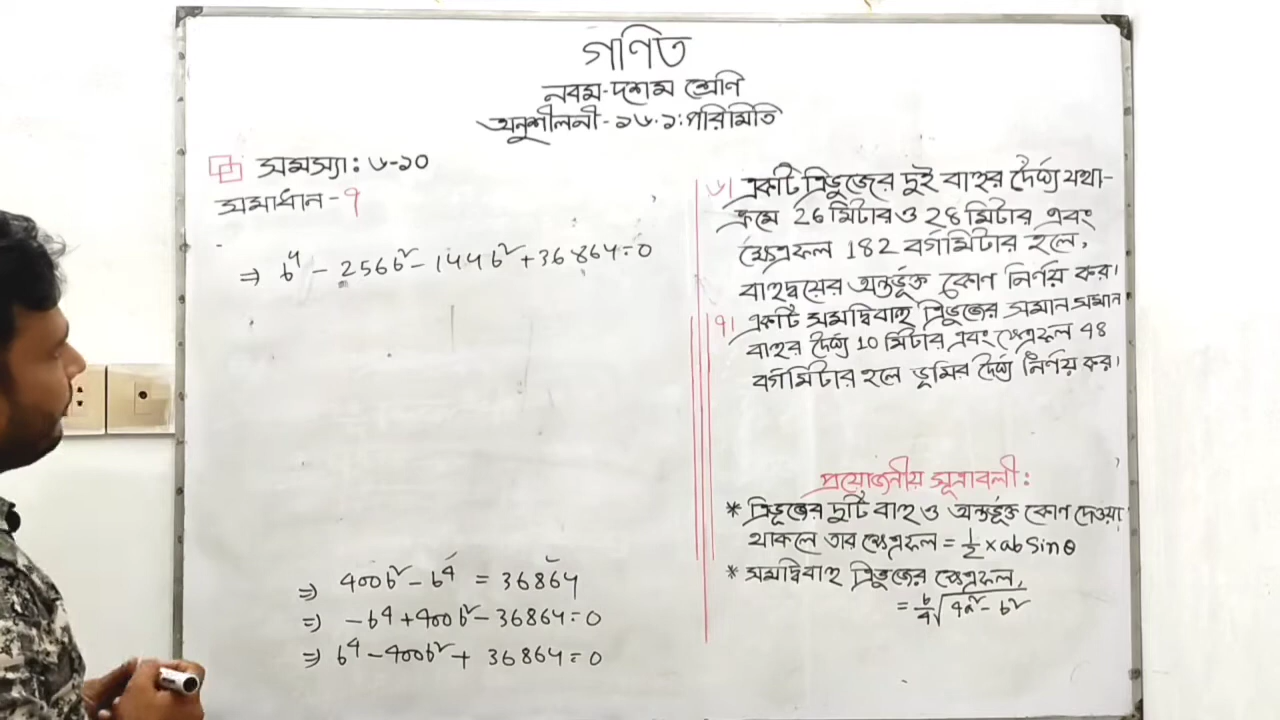 গণিত
নবম-দশম শ্রেণি
অনুশীলনী-১৬.১:পরিমিতি
সমস্যা: ৬-১০
সমাধান-৭
⇒ b⁴ - 256b² - 144b² + 36864 = 0
⇒ 400b² - b⁴ = 36864
⇒ -b⁴ + 400b² - 36864 = 0
⇒ b⁴ - 400b² + 36864 = 0
৬। একটি ত্রিভুজের দুই বাহুর দৈর্ঘ্য যথা-
ক্রমে 26 মিটার ও 28 মিটার এবং
ক্ষেত্রফল 182 বর্গমিটার হলে,
বাহুদ্বয়ের অন্তর্ভূক্ত কোণ নির্ণয় কর।
৭। একটি সমদ্বিবাহু ত্রিভুজের সমান সমান
বাহুর দৈর্ঘ্য 10 মিটার এবং ক্ষেত্রফল 48
বর্গমিটার হলে ভূমির দৈর্ঘ্য নির্ণয় কর।
প্রয়োজনীয় সূত্রাবলী:
* ত্রিভূজের দুটি বাহু ও অন্তর্ভূক্ত কোণ দেওয়া
থাকলে তার ক্ষেত্রফল = 1/2 × ab Sin θ
* সমদ্বিবাহু ত্রিভুজের ক্ষেত্রফল,
= b/4 √4a² - b²